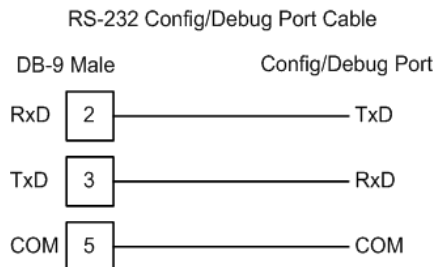 RS-232 Config/Debug Port Cable
DB-9 Male Config/Debug Port
RxD 2 TxD
TxD 3 RxD
COM 5 COM